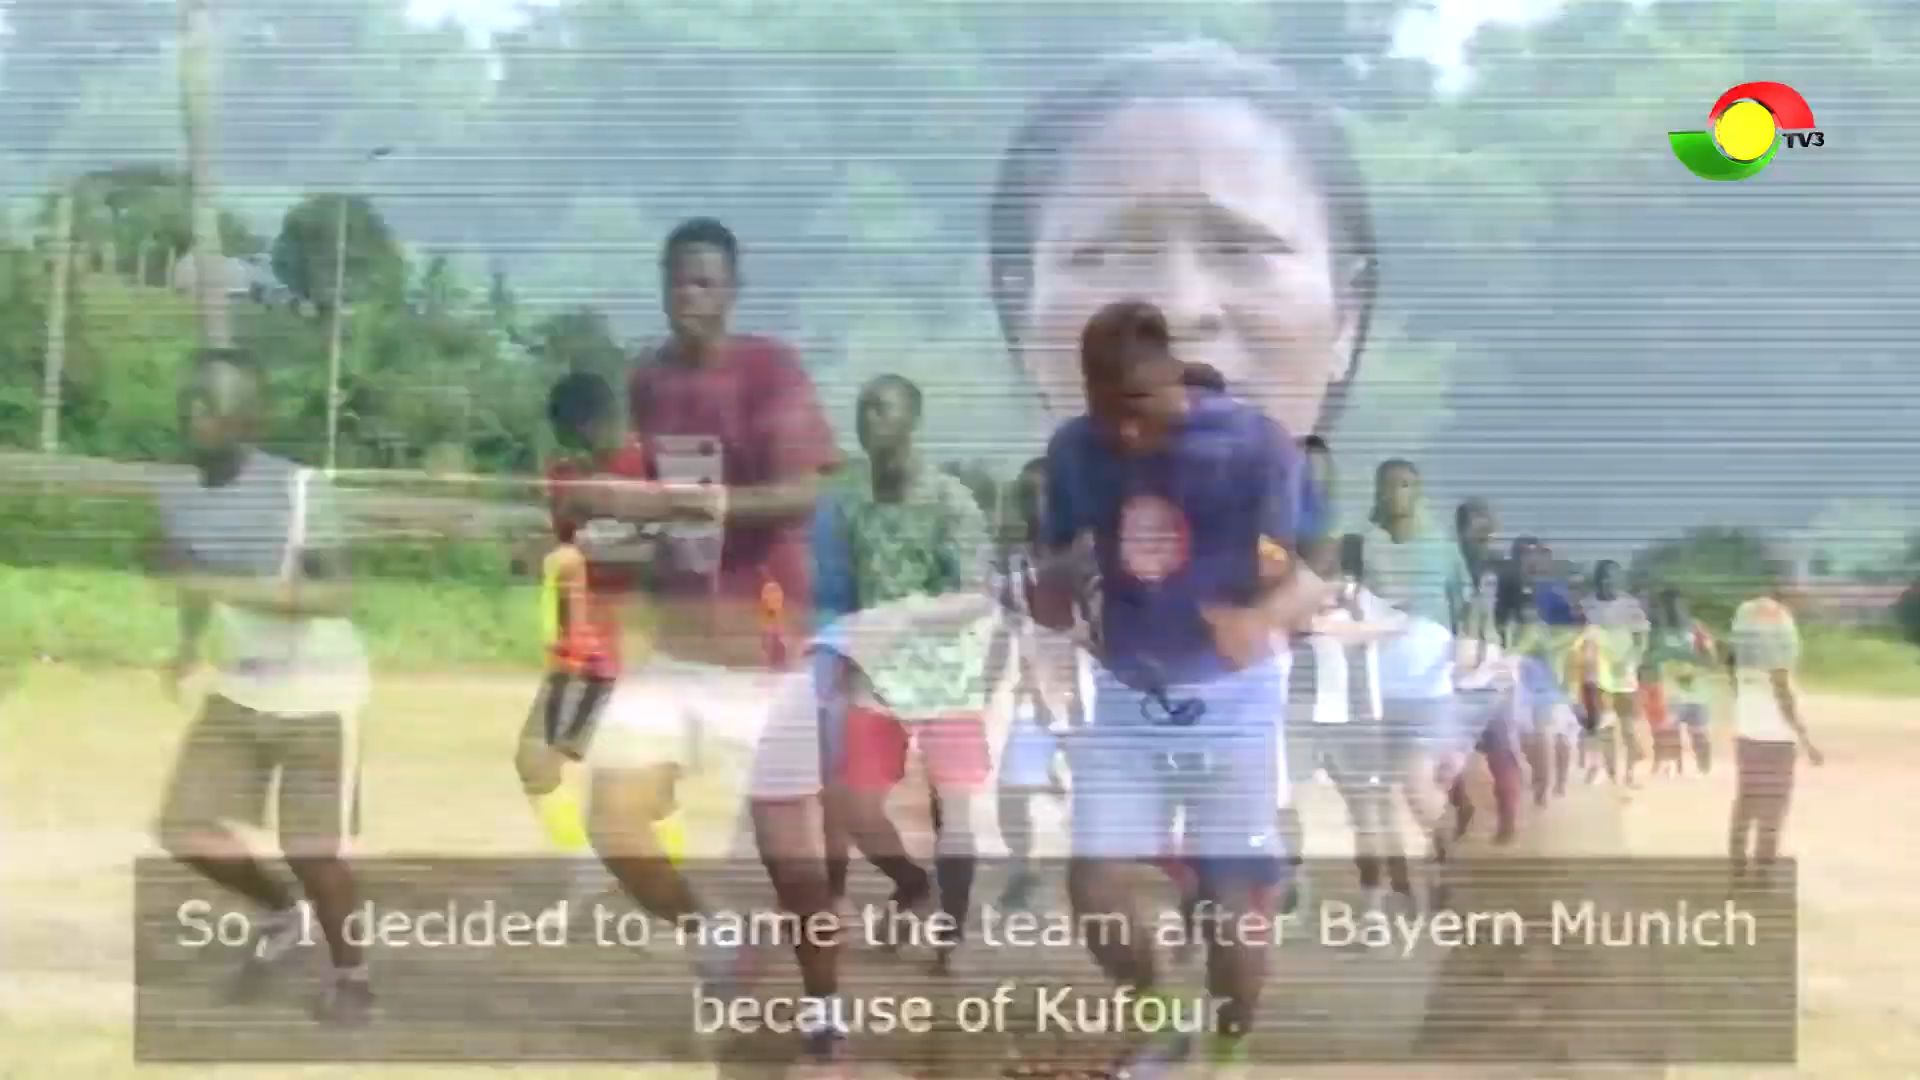 TV3
So, I decided to name the team after Bayern Munich
because of Kufour.